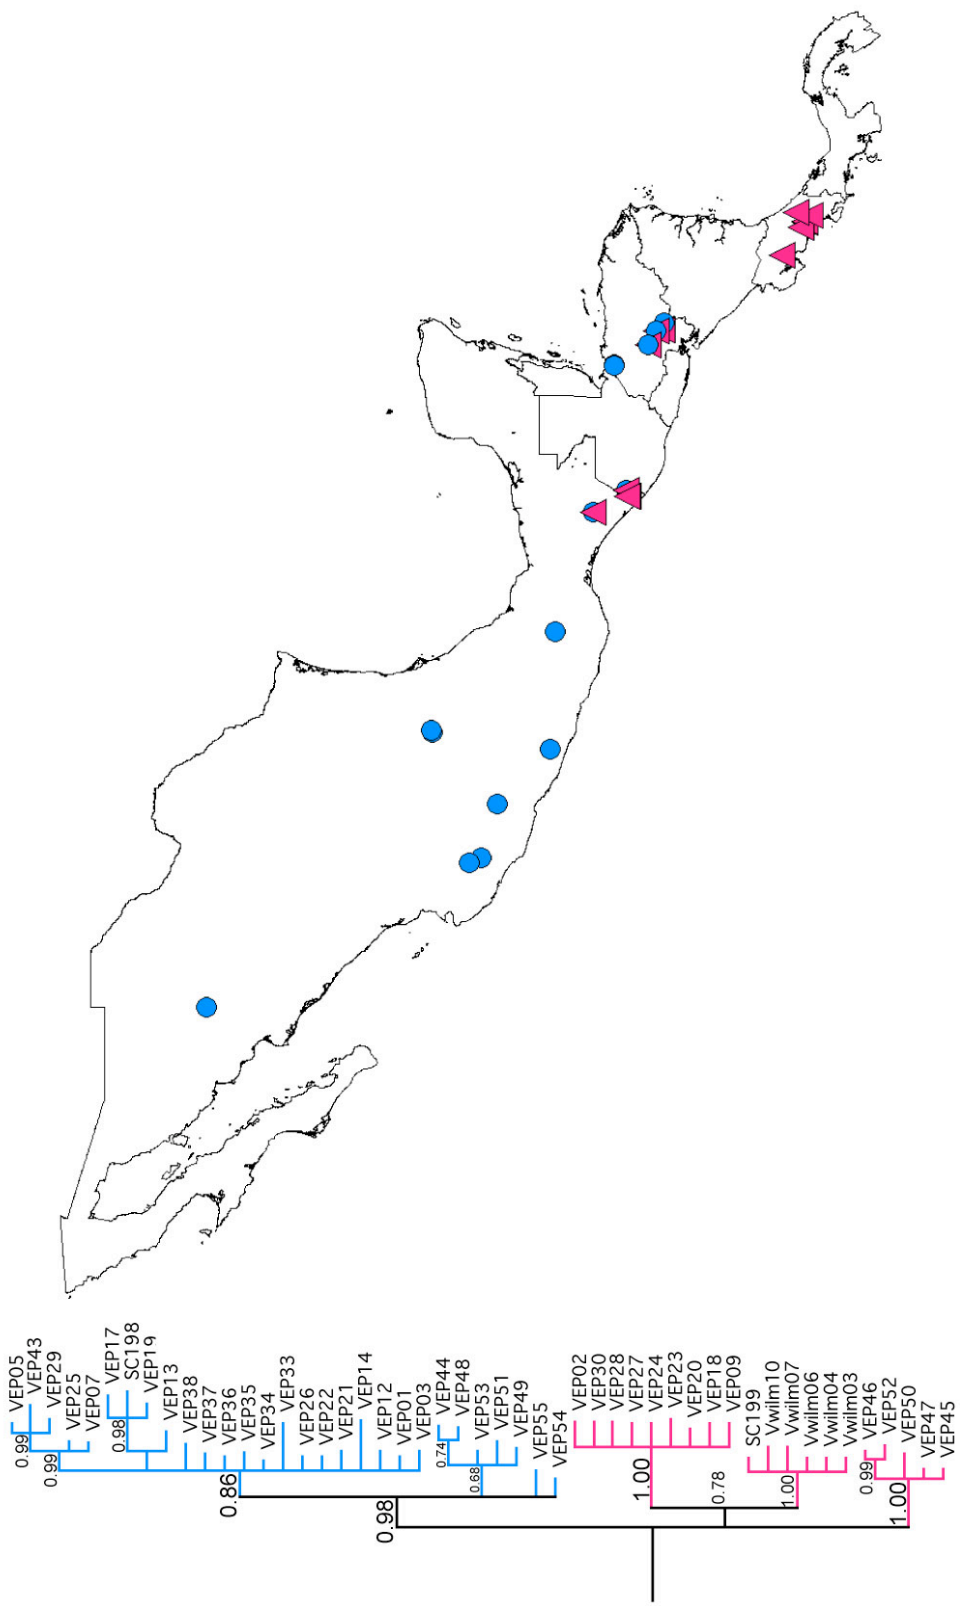 VEP05
VEP43
VEP29
VEP25
VEP07
VEP17
SC198
VEP19
VEP13
VEP38
VEP37
VEP36
VEP35
VEP34
VEP33
VEP26
VEP22
VEP21
VEP14
VEP12
VEP01
VEP03
VEP44
VEP48
VEP53
VEP51
VEP49
VEP55
VEP54
VEP02
VEP30
VEP28
VEP27
VEP24
VEP23
VEP20
VEP18
VEP09
SC199
Vwilm10
Vwilm07
Vwilm06
Vwilm04
Vwilm03
VEP46
VEP52
VEP50
VEP47
VEP45
0.99
0.99
0.98
0.86
0.98
0.74
0.68
1.00
0.78
1.00
0.99
1.00